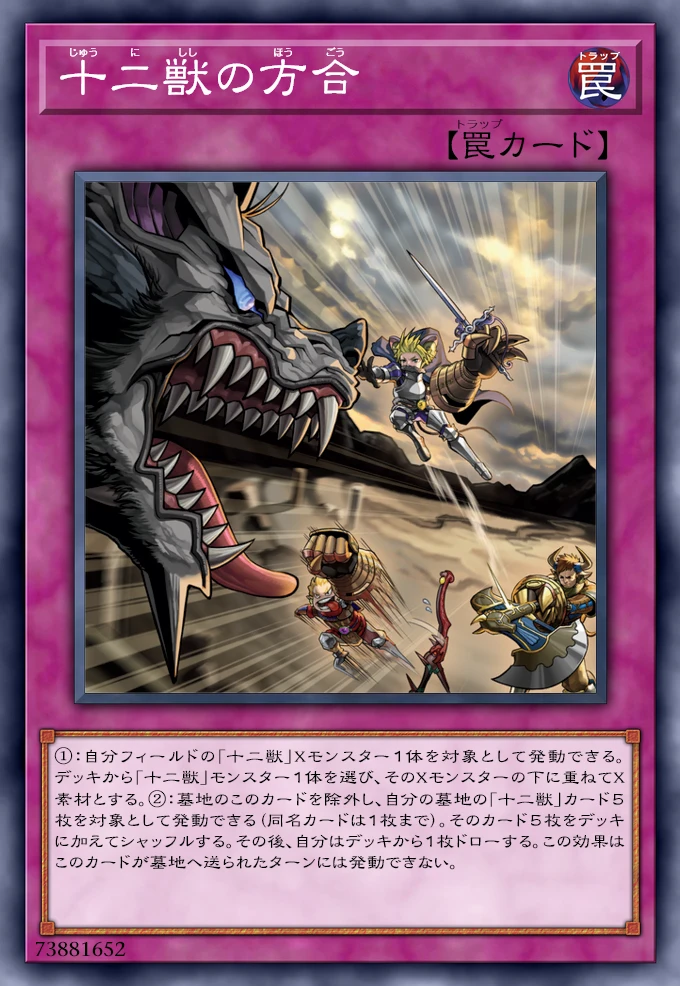 じゅう に しし ほう ごう
十二獣の方合
トラップ
罠
トラップ
【罠カード】
①：自分フィールドの「十二獣」Xモンスター１体を対象として発動できる。
デッキから「十二獣」モンスター１体を選び、そのXモンスターの下に重ねてX
素材とする。②：墓地のこのカードを除外し、自分の墓地の「十二獣」カード５
枚を対象として発動できる（同名カードは１枚まで）。そのカード５枚をデッキ
に加えてシャッフルする。その後、自分はデッキから１枚ドローする。この効果は
このカードが墓地へ送られたターンには発動できない。
73881652